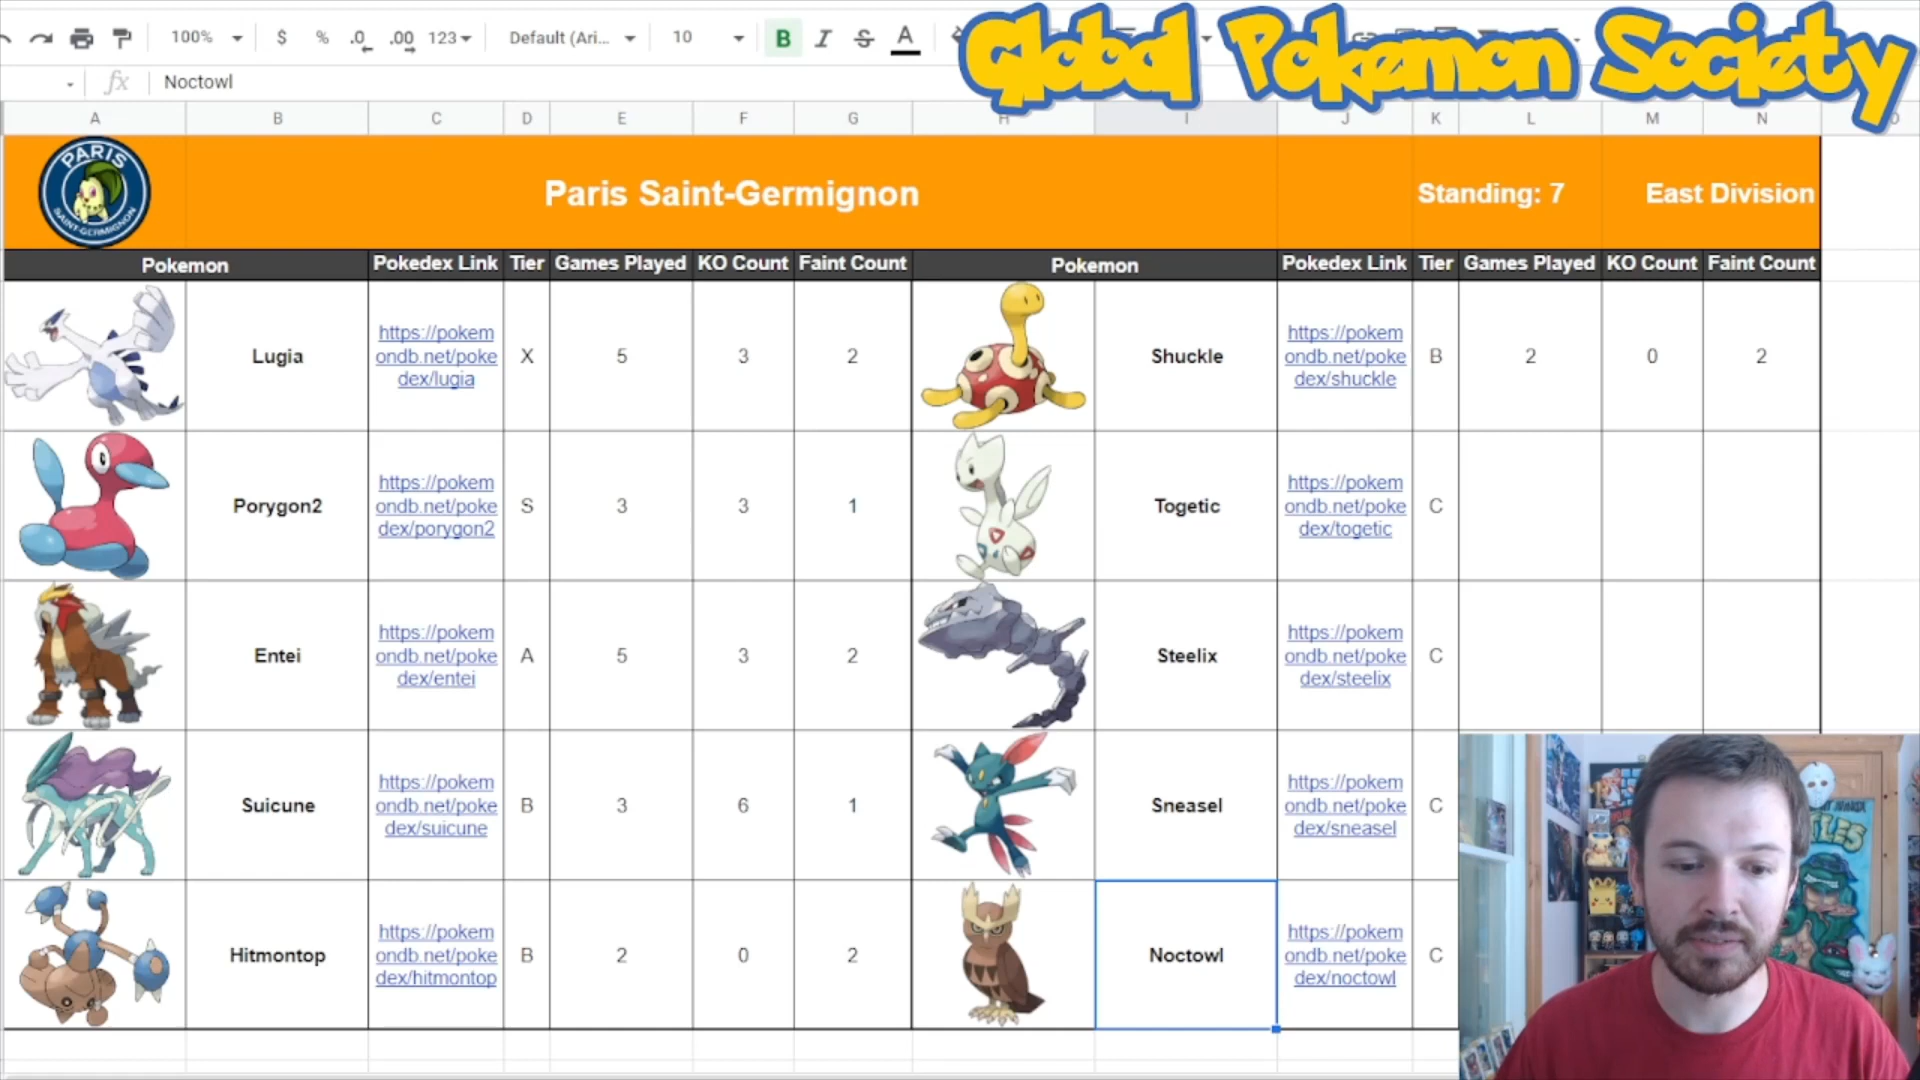 100% $ % .0 .00 123 Default (Ari... 10 B I S A
Global Pokemon Society
fx Noctowl
A B C D E F G H I J K L M N O
PARIS SAINT-GERMIGNON
Paris Saint-Germignon Standing: 7 East Division
Pokemon Pokedex Link Tier Games Played KO Count Faint Count Pokemon Pokedex Link Tier Games Played KO Count Faint Count
Lugia https://pokemondb.net/pokedex/lugia X 5 3 2 Shuckle https://pokemondb.net/pokedex/shuckle B 2 0 2
Porygon2 https://pokemondb.net/pokedex/porygon2 S 3 3 1 Togetic https://pokemondb.net/pokedex/togetic C
Entei https://pokemondb.net/pokedex/entei A 5 3 2 Steelix https://pokemondb.net/pokedex/steelix C
Suicune https://pokemondb.net/pokedex/suicune B 3 6 1 Sneasel https://pokemondb.net/pokedex/sneasel C
Hitmontop https://pokemondb.net/pokedex/hitmontop B 2 0 2 Noctowl https://pokemondb.net/pokedex/noctowl C